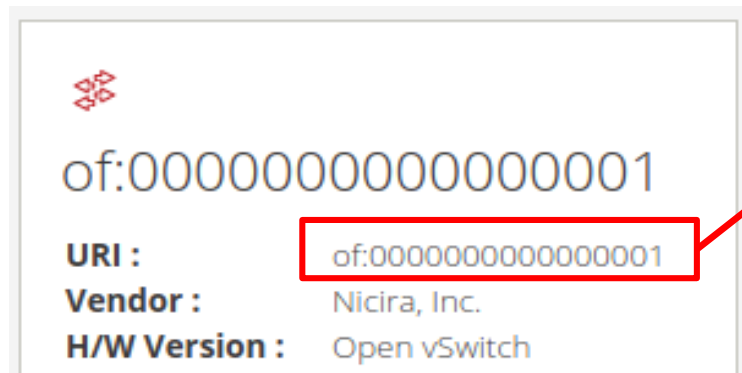 of:0000000000000001
URI : of:0000000000000001
Vendor : Nicira, Inc.
H/W Version : Open vSwitch